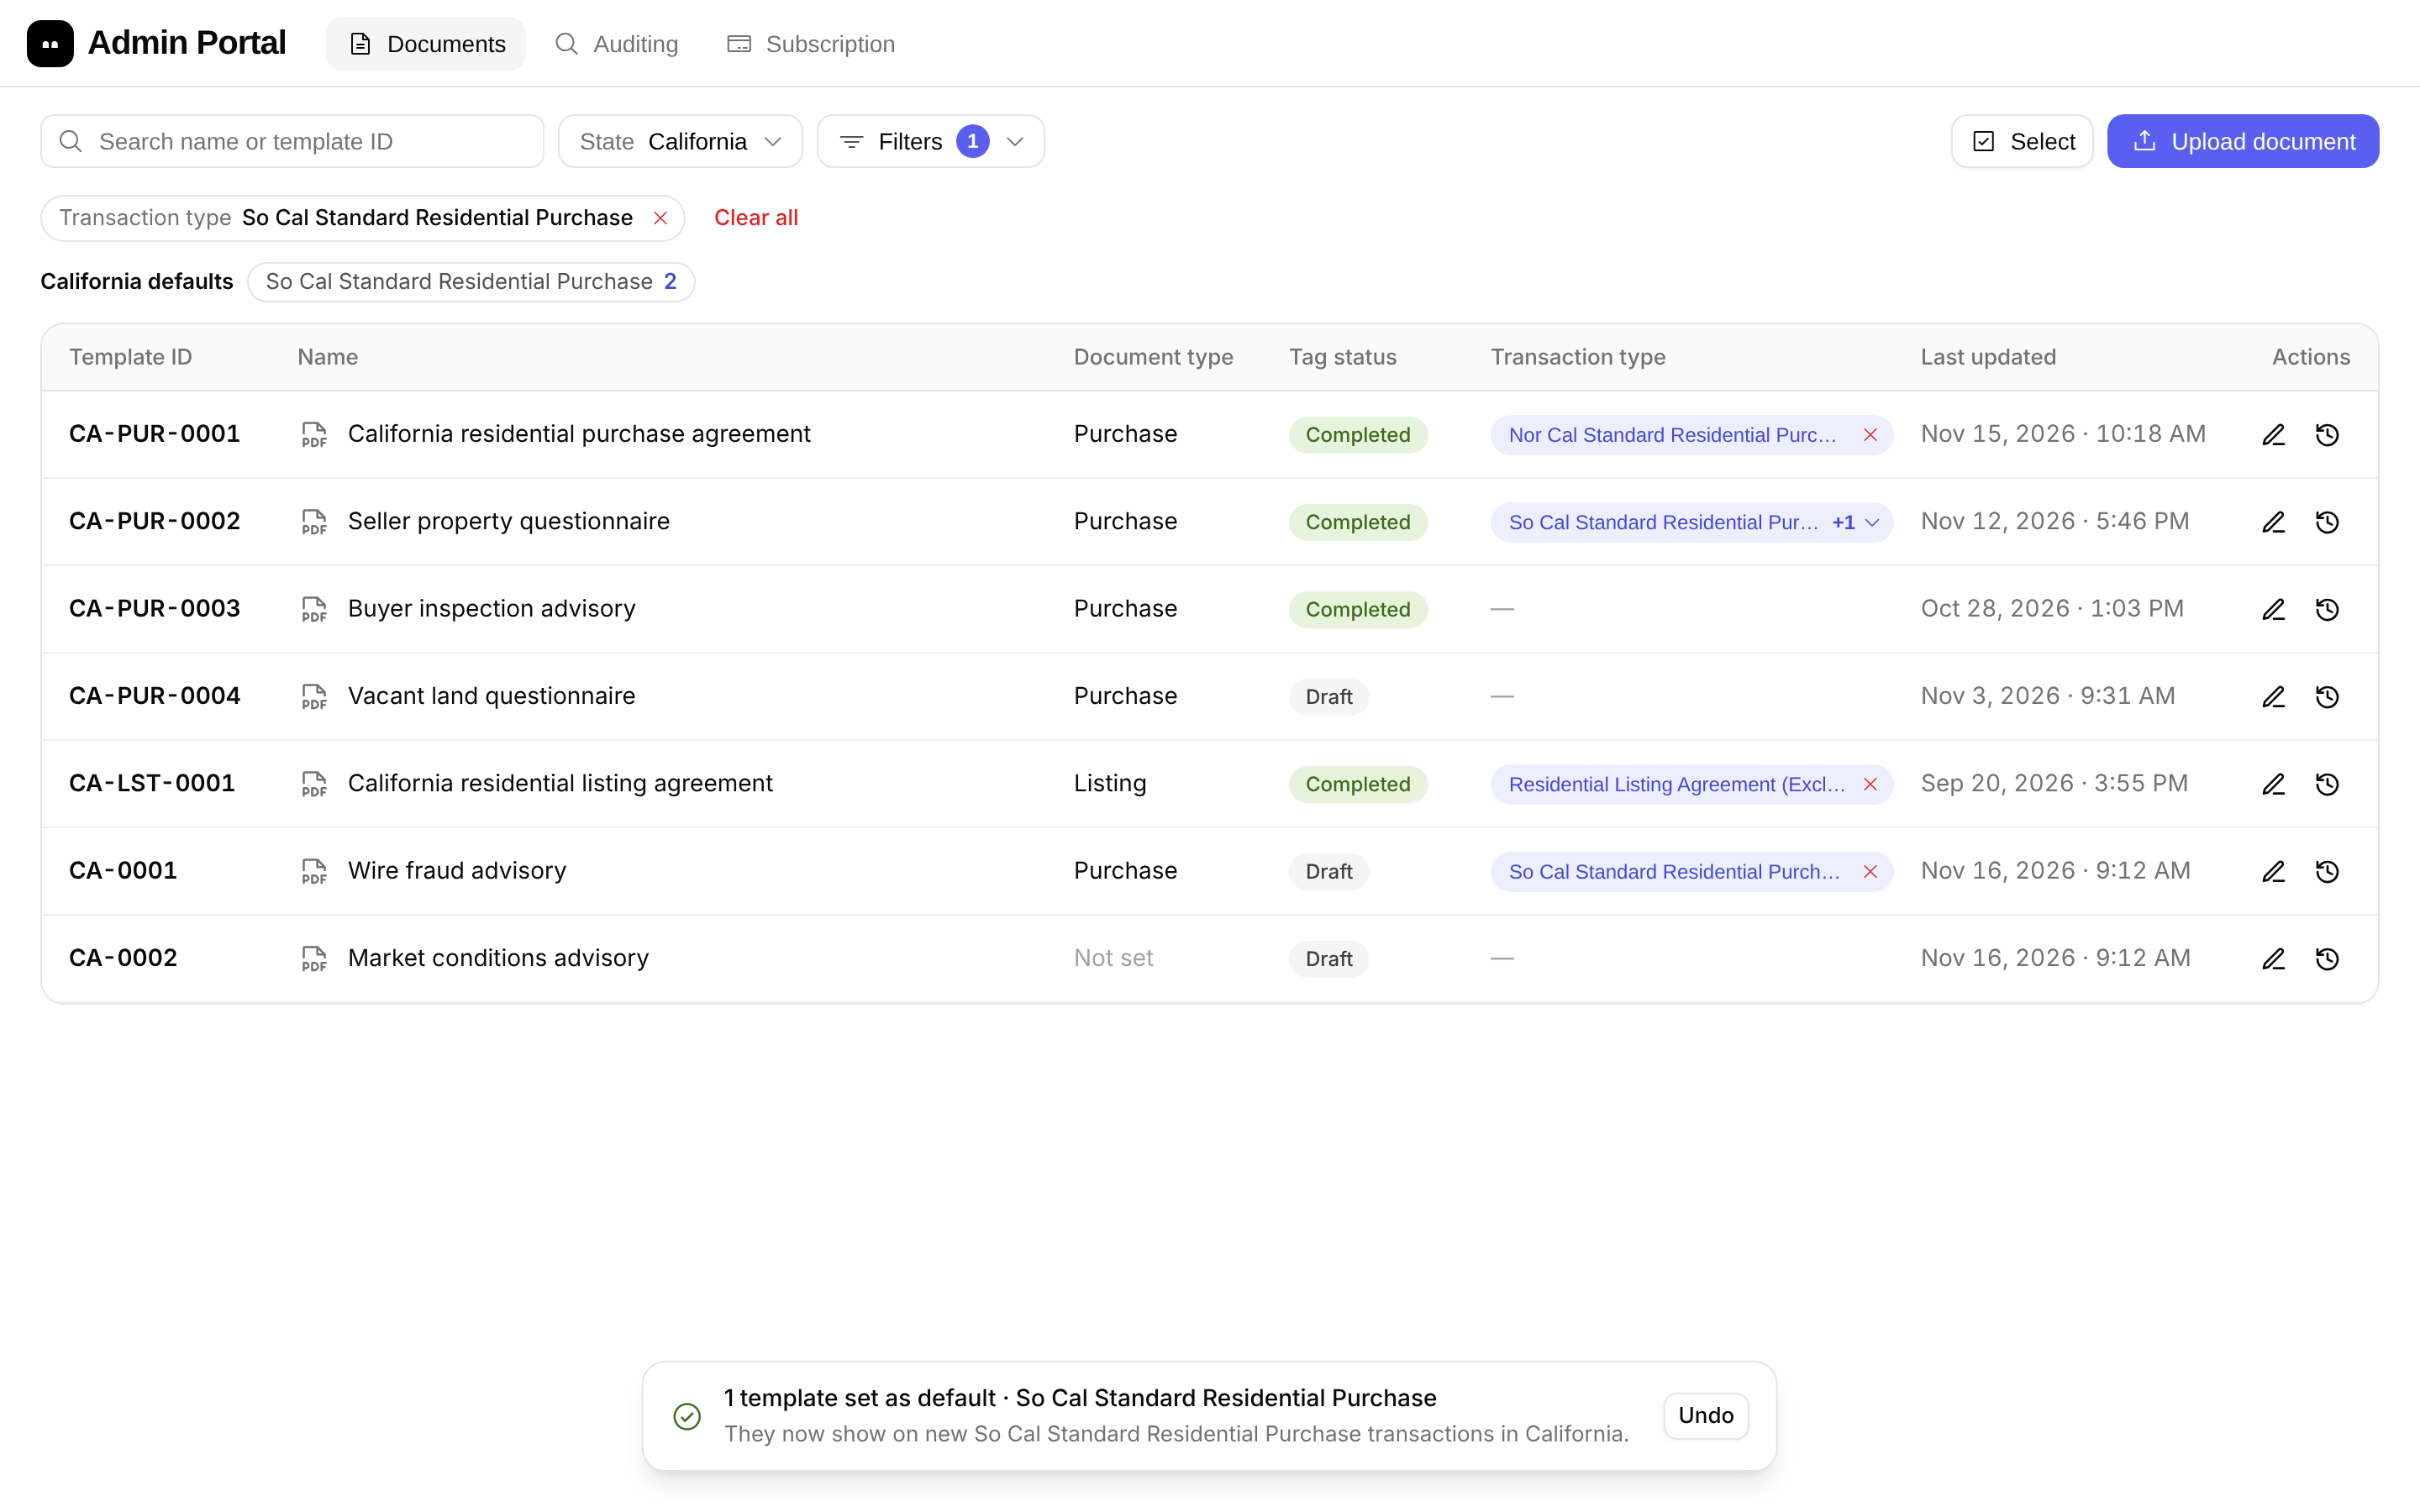 Admin Portal Documents Auditing Subscription
Search name or template ID State California Filters 1 Select Upload document
Transaction type So Cal Standard Residential Purchase Clear all
California defaults So Cal Standard Residential Purchase 2
Template ID Name Document type Tag status Transaction type Last updated Actions
CA-PUR-0001 PDF California residential purchase agreement Purchase Completed Nor Cal Standard Residential Purc… Nov 15, 2026 · 10:18 AM
CA-PUR-0002 PDF Seller property questionnaire Purchase Completed So Cal Standard Residential Pur… +1 Nov 12, 2026 · 5:46 PM
CA-PUR-0003 PDF Buyer inspection advisory Purchase Completed — Oct 28, 2026 · 1:03 PM
CA-PUR-0004 PDF Vacant land questionnaire Purchase Draft — Nov 3, 2026 · 9:31 AM
CA-LST-0001 PDF California residential listing agreement Listing Completed Residential Listing Agreement (Excl… Sep 20, 2026 · 3:55 PM
CA-0001 PDF Wire fraud advisory Purchase Draft So Cal Standard Residential Purch… Nov 16, 2026 · 9:12 AM
CA-0002 PDF Market conditions advisory Not set Draft — Nov 16, 2026 · 9:12 AM
1 template set as default · So Cal Standard Residential Purchase
They now show on new So Cal Standard Residential Purchase transactions in California.
Undo